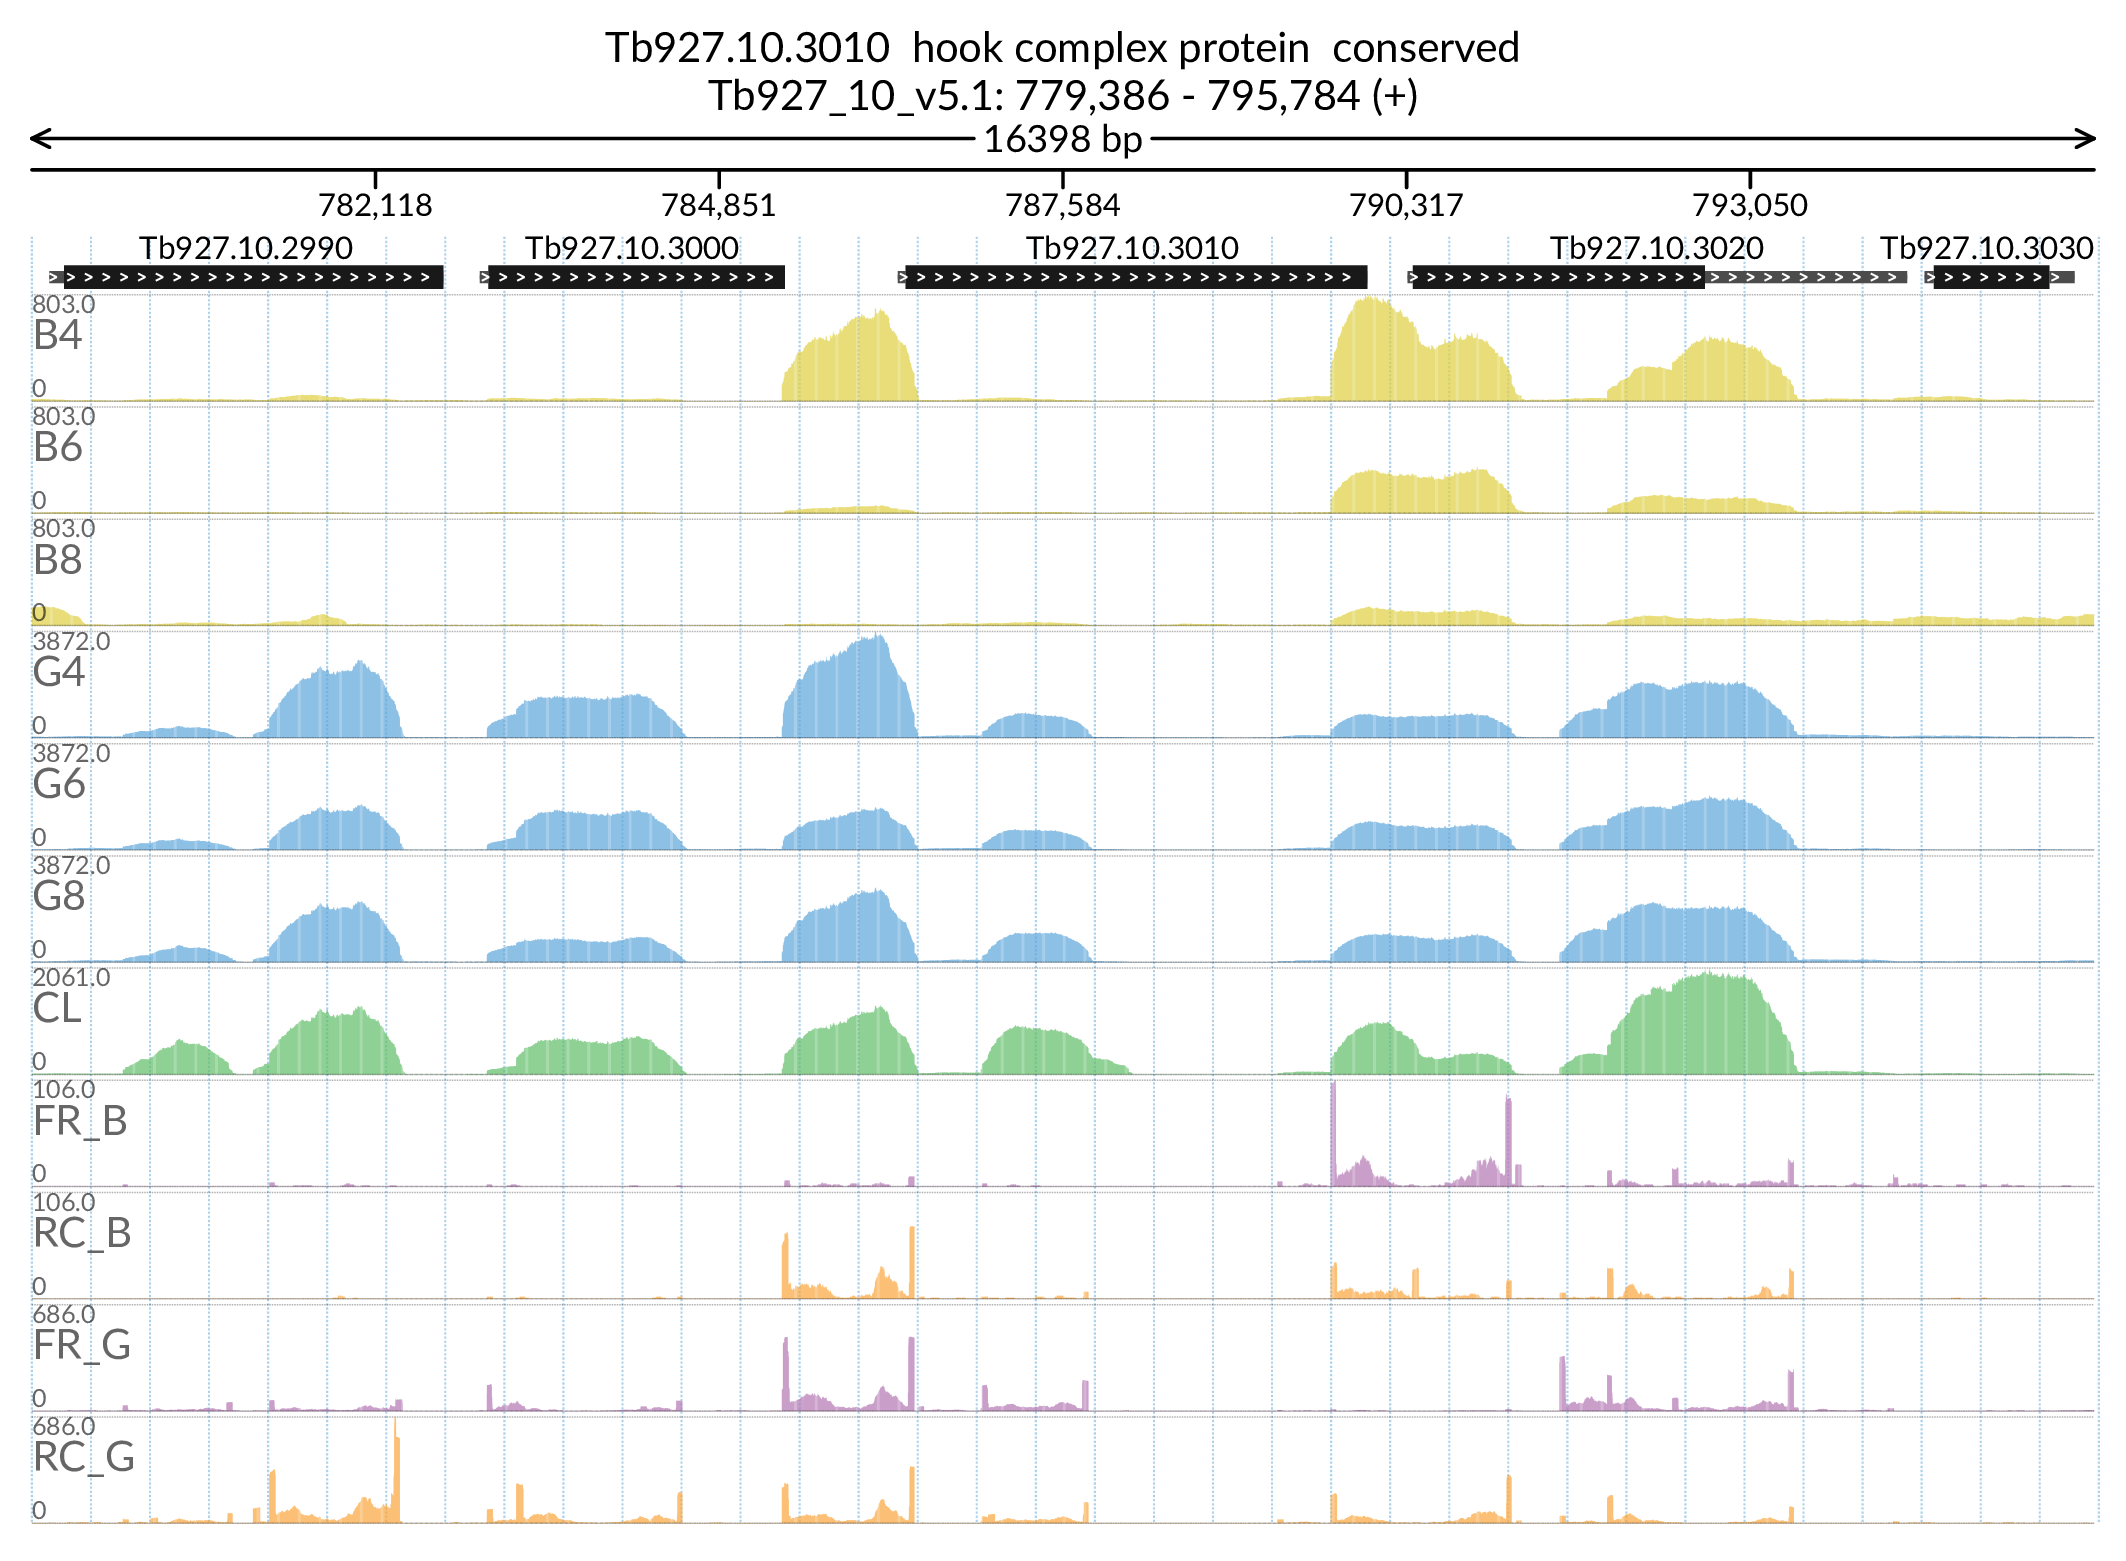 Tb927.10.3010  hook complex protein  conserved
Tb927_10_v5.1: 779,386 - 795,784 (+)
16398 bp
782,118 784,851 787,584 790,317 793,050
Tb927.10.2990 Tb927.10.3000 Tb927.10.3010 Tb927.10.3020 Tb927.10.3030
803.0
B4
0
803.0
B6
0
803.0
B8
0
3872.0
G4
0
3872.0
G6
0
3872.0
G8
0
2061.0
CL
0
106.0
FR_B
0
106.0
RC_B
0
686.0
FR_G
0
686.0
RC_G
0